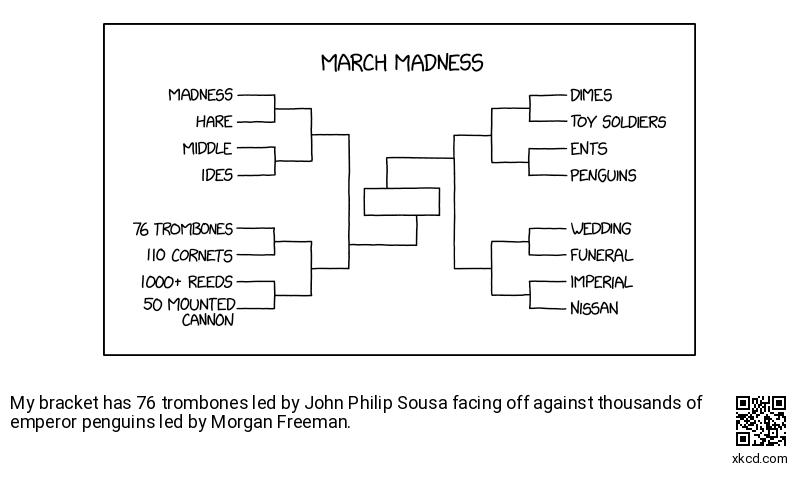 MARCH MADNESS
MADNESS
HARE
MIDDLE
IDES
76 TROMBONES
110 CORNETS
1000+ REEDS
50 MOUNTED
CANNON
DIMES
TOY SOLDIERS
ENTS
PENGUINS
WEDDING
FUNERAL
IMPERIAL
NISSAN
My bracket has 76 trombones led by John Philip Sousa facing off against thousands of
emperor penguins led by Morgan Freeman.
xkcd.com